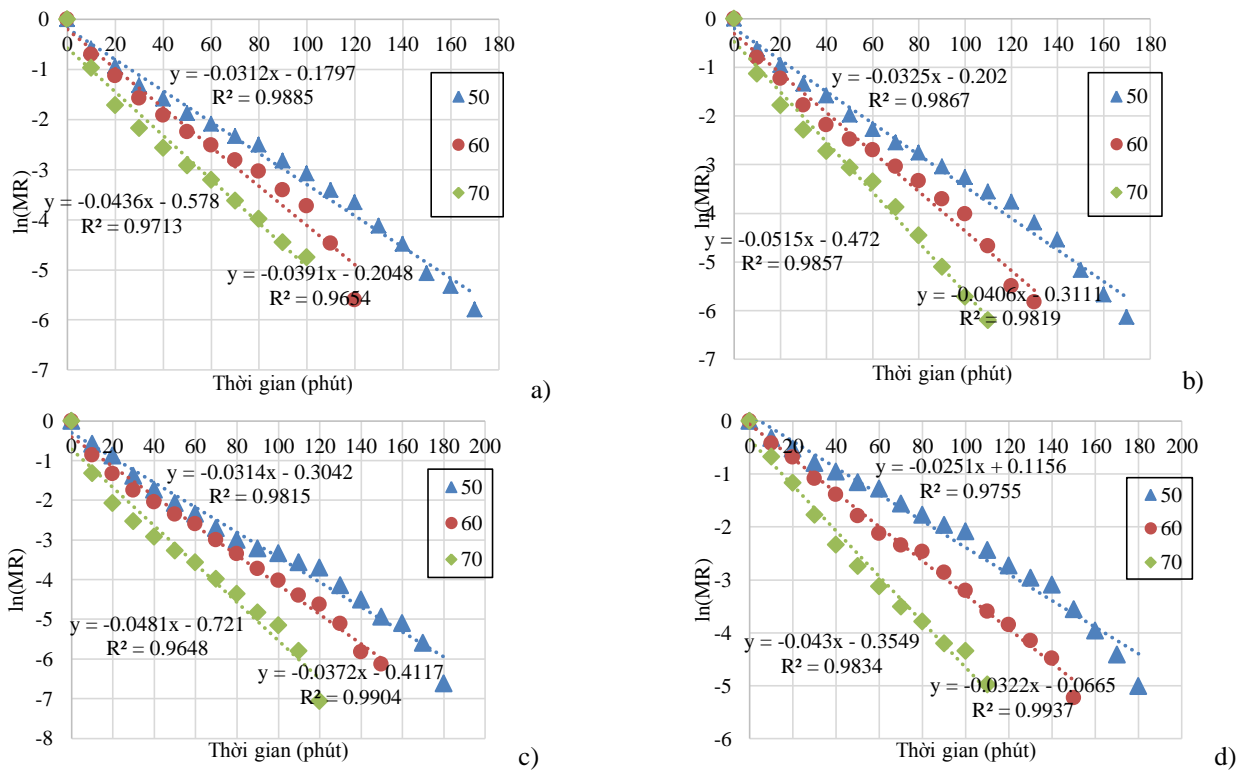 0
0 20 40 60 80 100 120 140 160 180
-1
-2
-3
-4
-5
-6
-7
ln(MR)
y = -0.0312x - 0.1797
R² = 0.9885
y = -0.0436x - 0.578
R² = 0.9713
y = -0.0391x - 0.2048
R² = 0.9654
50
60
70
Thời gian (phút)
a)
0
0 20 40 60 80 100 120 140 160 180
-1
-2
-3
-4
-5
-6
-7
ln(MR)
y = -0.0325x - 0.202
R² = 0.9867
y = -0.0515x - 0.472
R² = 0.9857
y = -0.0406x - 0.3111
R² = 0.9819
50
60
70
Thời gian (phút)
b)
0
0 20 40 60 80 100 120 140 160 180 200
-1
-2
-3
-4
-5
-6
-7
-8
ln(MR)
y = -0.0314x - 0.3042
R² = 0.9815
y = -0.0481x - 0.721
R² = 0.9648
y = -0.0372x - 0.4117
R² = 0.9904
50
60
70
Thời gian (phút)
c)
0
0 20 40 60 80 100 120 140 160 180 200
-1
-2
-3
-4
-5
-6
ln(MR)
y = -0.0251x + 0.1156
R² = 0.9755
y = -0.043x - 0.3549
R² = 0.9834
y = -0.0322x - 0.0665
R² = 0.9937
50
60
70
Thời gian (phút)
d)